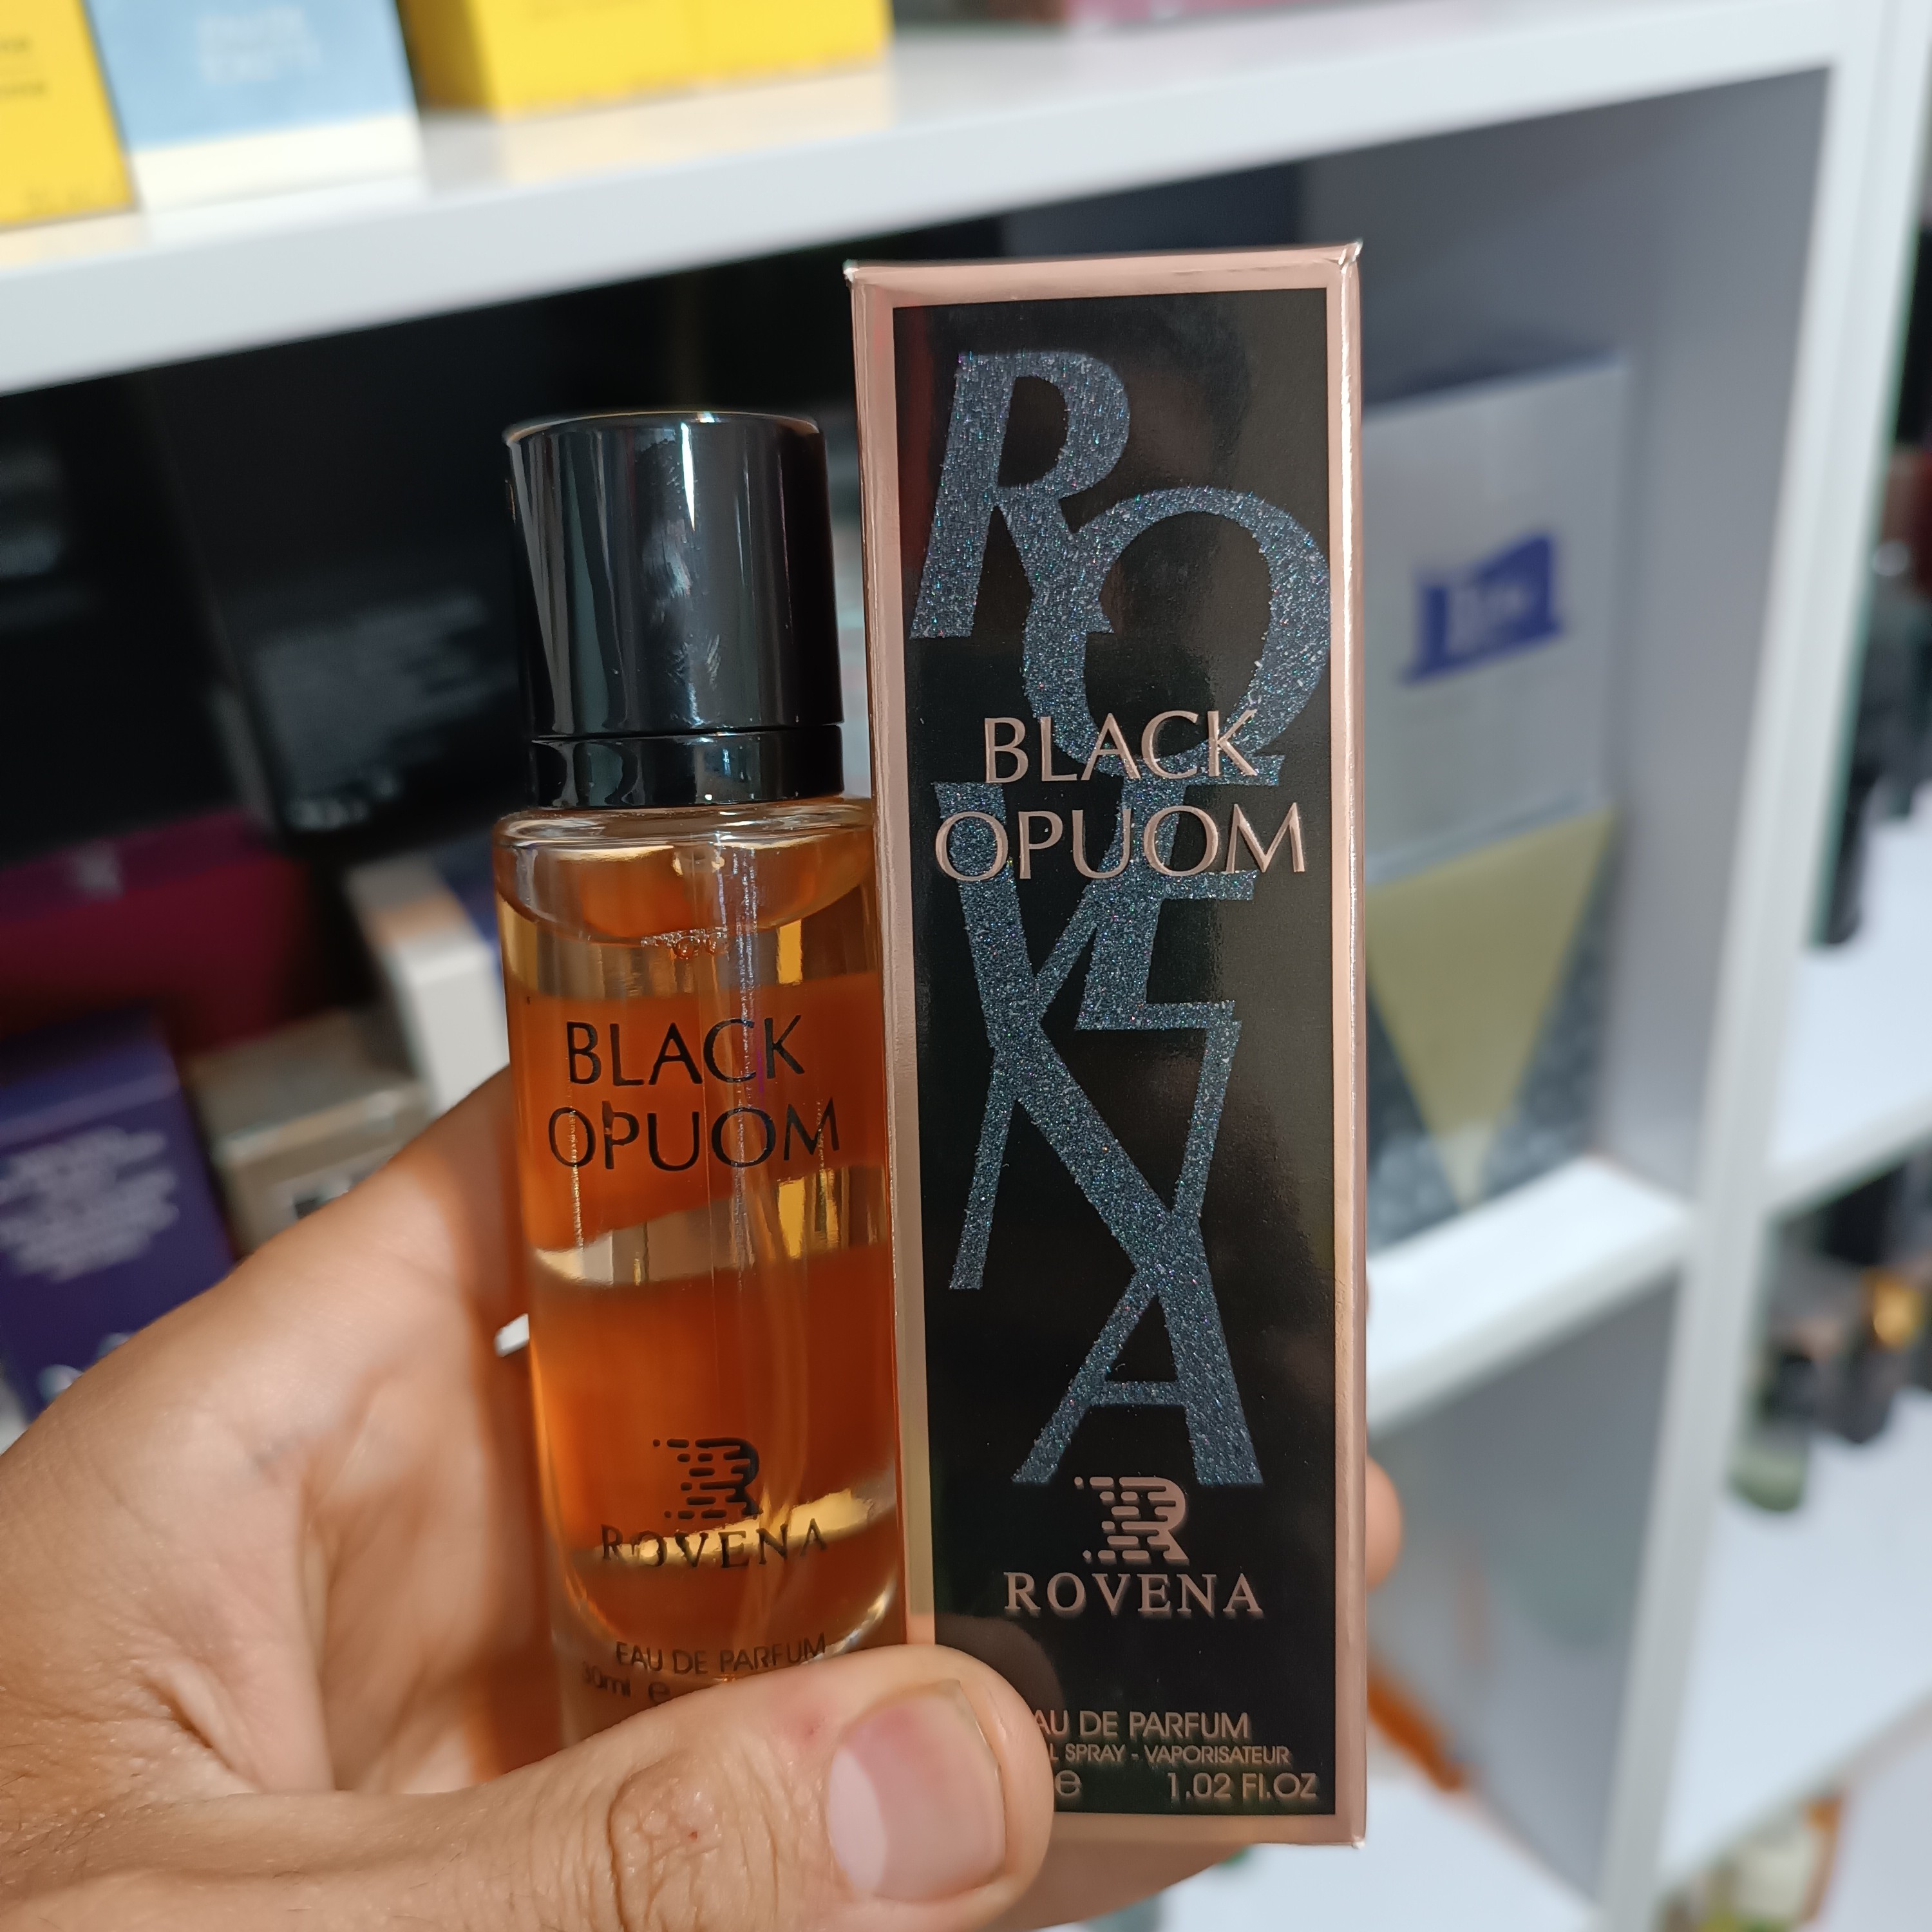 BLACK
OPUOM
R
ROVENA
EAU DE PARFUM
30ml e
ROVENA
BLACK
OPUOM
R
ROVENA
AU DE PARFUM
L SPRAY - VAPORISATEUR
e 1.02 Fl.OZ